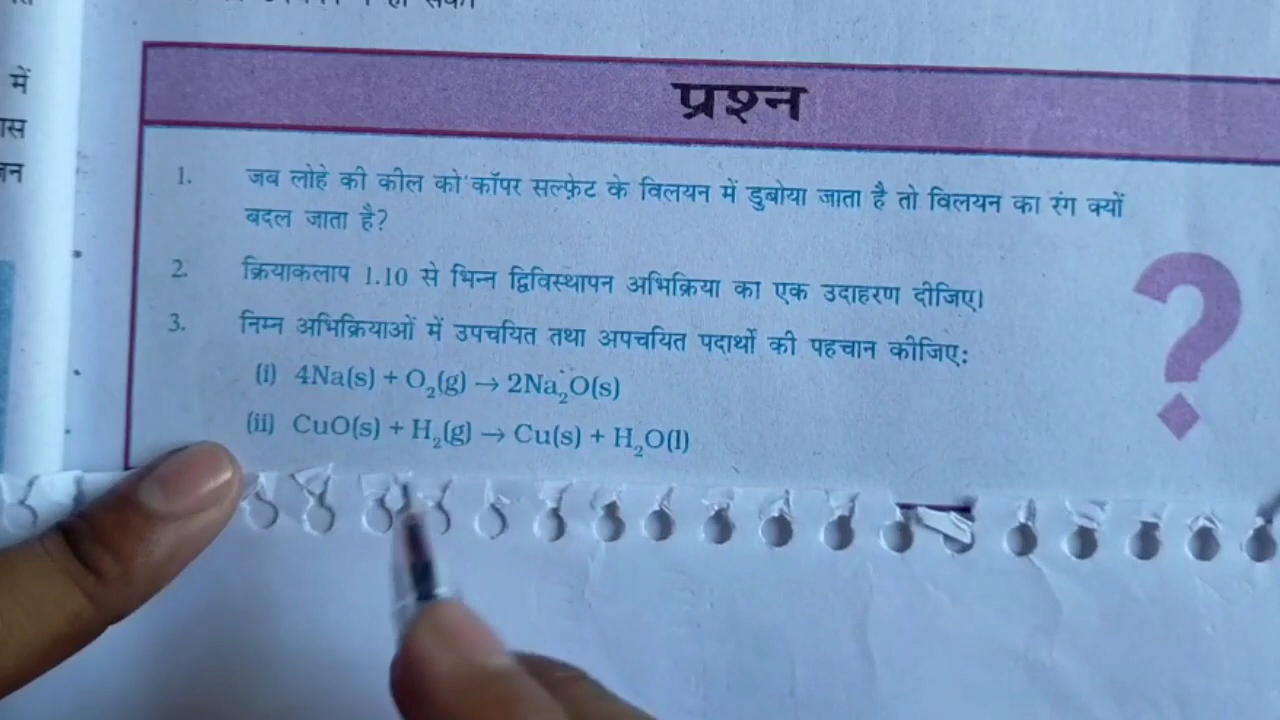 में
प्रश्न
1. जब लोहे की कील को कॉपर सल्फ़ेट के विलयन में डुबोया जाता है तो विलयन का रंग क्यों
बदल जाता है?
2. क्रियाकलाप 1.10 से भिन्न द्विविस्थापन अभिक्रिया का एक उदाहरण दीजिए।
3. निम्न अभिक्रियाओं में उपचयित तथा अपचयित पदार्थों की पहचान कीजिए:
(i) 4Na(s) + O₂(g) → 2Na₂O(s)
(ii) CuO(s) + H₂(g) → Cu(s) + H₂O(l)
?